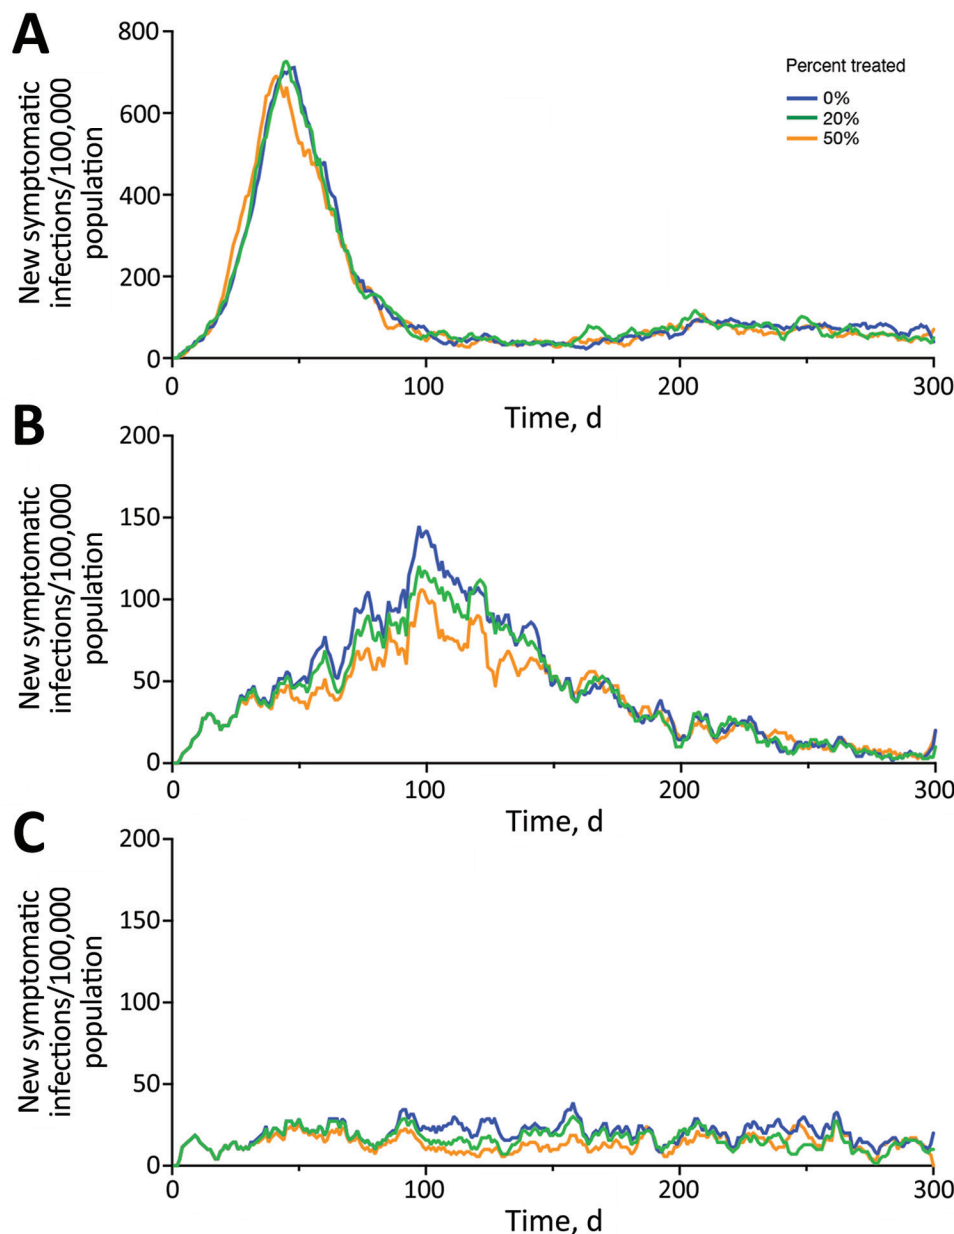 A
New symptomatic
infections/100,000
population
800
600
400
200
0
Percent treated
0%
20%
50%
0
100
200
300
Time, d
B
New symptomatic
infections/100,000
population
200
150
100
50
0
0
100
200
300
Time, d
C
New symptomatic
infections/100,000
population
200
150
100
50
0
0
100
200
300
Time, d